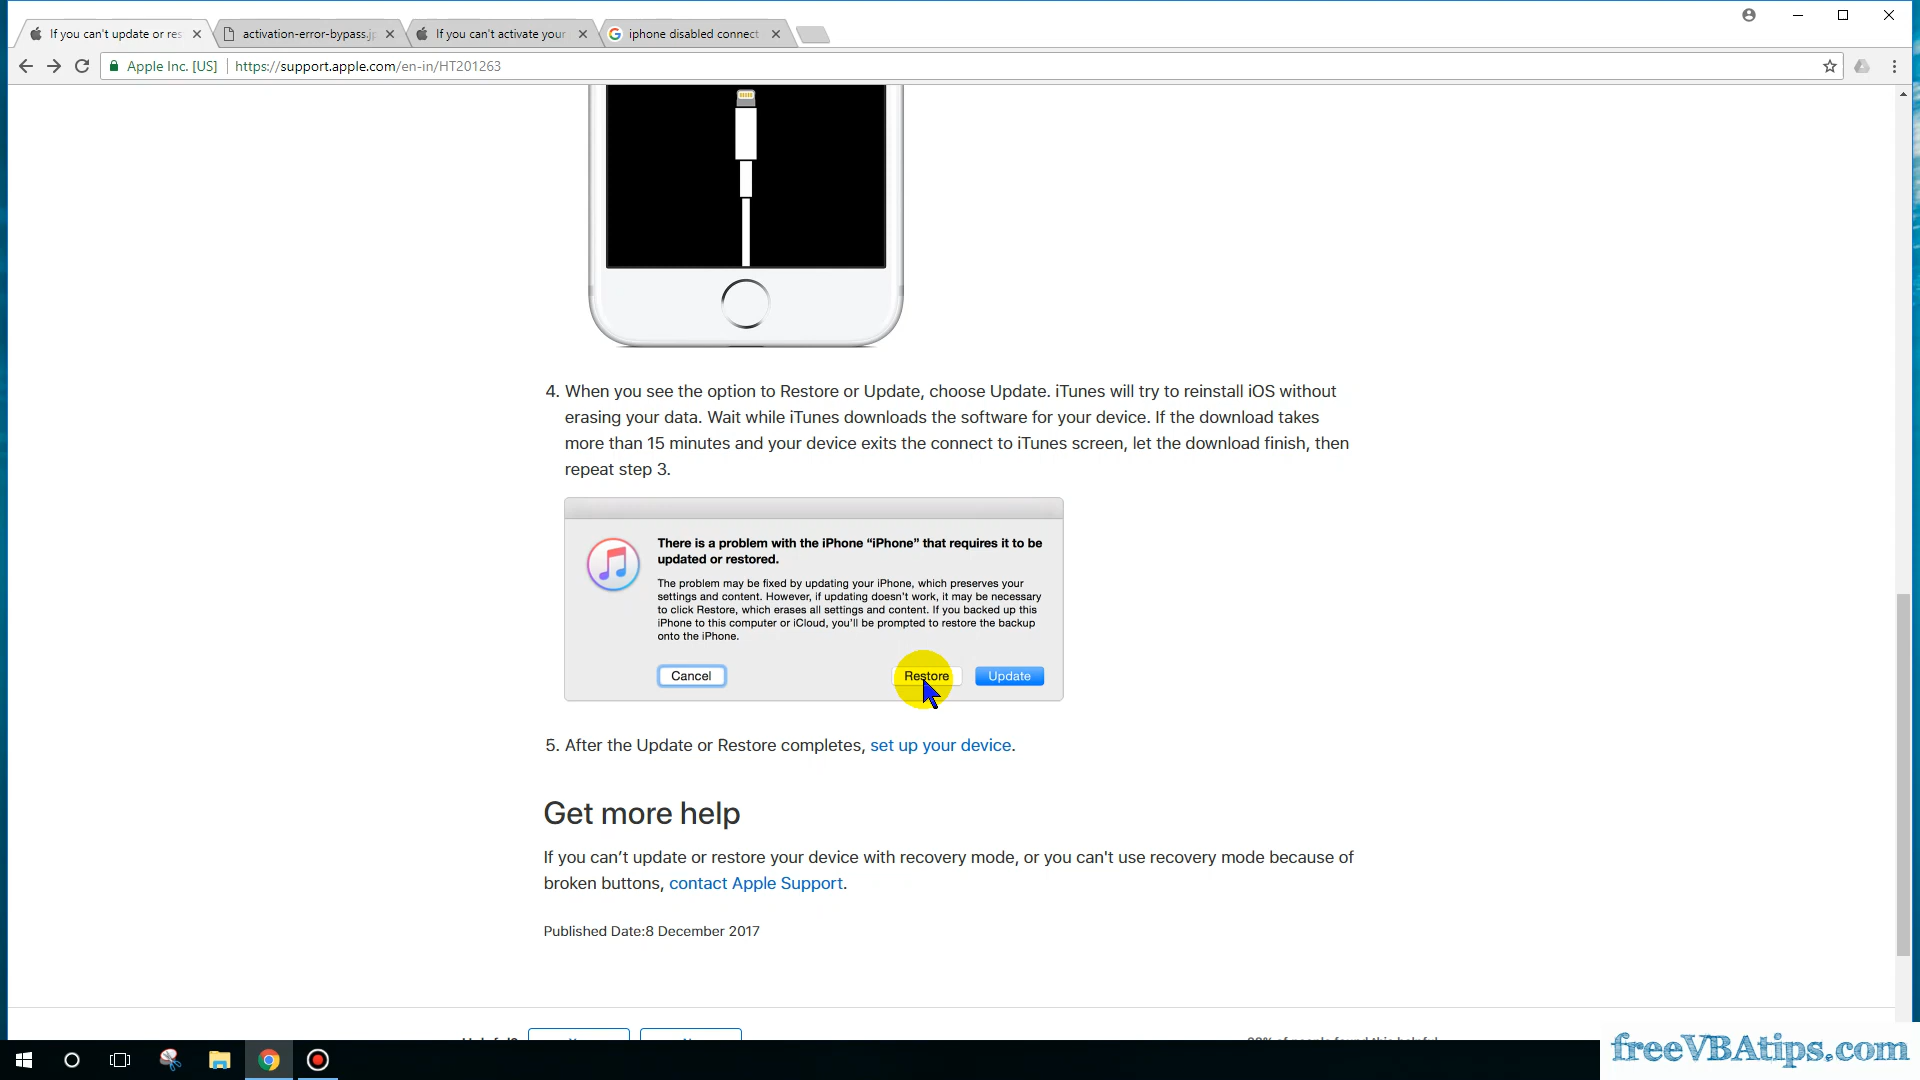 If you can't update or res
activation-error-bypass.j
If you can't activate your
iphone disabled connect
Apple Inc. [US]
https://support.apple.com/en-in/HT201263
4. When you see the option to Restore or Update, choose Update. iTunes will try to reinstall iOS without
erasing your data. Wait while iTunes downloads the software for your device. If the download takes
more than 15 minutes and your device exits the connect to iTunes screen, let the download finish, then
repeat step 3.
There is a problem with the iPhone “iPhone” that requires it to be
updated or restored.
The problem may be fixed by updating your iPhone, which preserves your
settings and content. However, if updating doesn’t work, it may be necessary
to click Restore, which erases all settings and content. If you backed up this
iPhone to this computer or iCloud, you’ll be prompted to restore the backup
onto the iPhone.
Cancel
Restore
Update
5. After the Update or Restore completes, set up your device.
Get more help
If you can’t update or restore your device with recovery mode, or you can't use recovery mode because of
broken buttons, contact Apple Support.
Published Date:8 December 2017
freeVBAtips.com